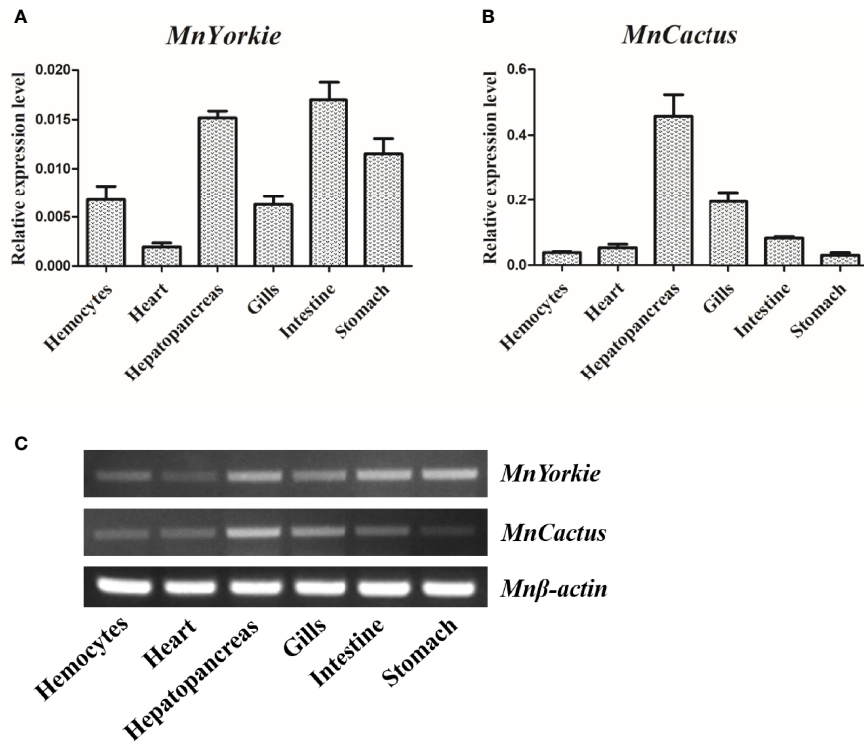 A
MnYorkie
Relative expression level
0.020
0.015
0.010
0.005
0.000
Hemocytes
Heart
Hepatopancreas
Gills
Intestine
Stomach
B
MnCactus
Relative expression level
0.6
0.4
0.2
0.0
Hemocytes
Heart
Hepatopancreas
Gills
Intestine
Stomach
C
MnYorkie
MnCactus
Mnβ-actin
Hemocytes
Heart
Hepatopancreas
Gills
Intestine
Stomach